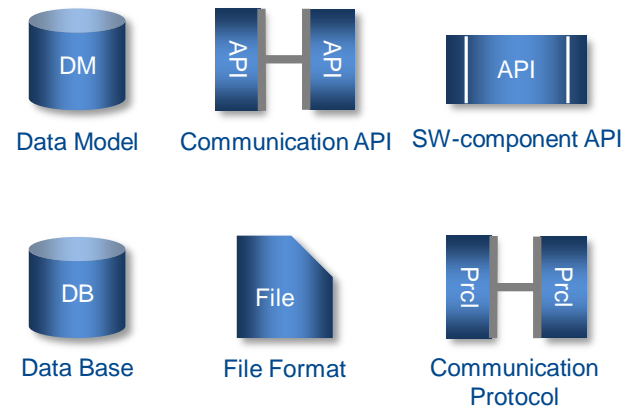 DM
API
API
API
Data Model
Communication API
SW-component API
DB
File
Prcl
Prcl
Data Base
File Format
Communication
Protocol